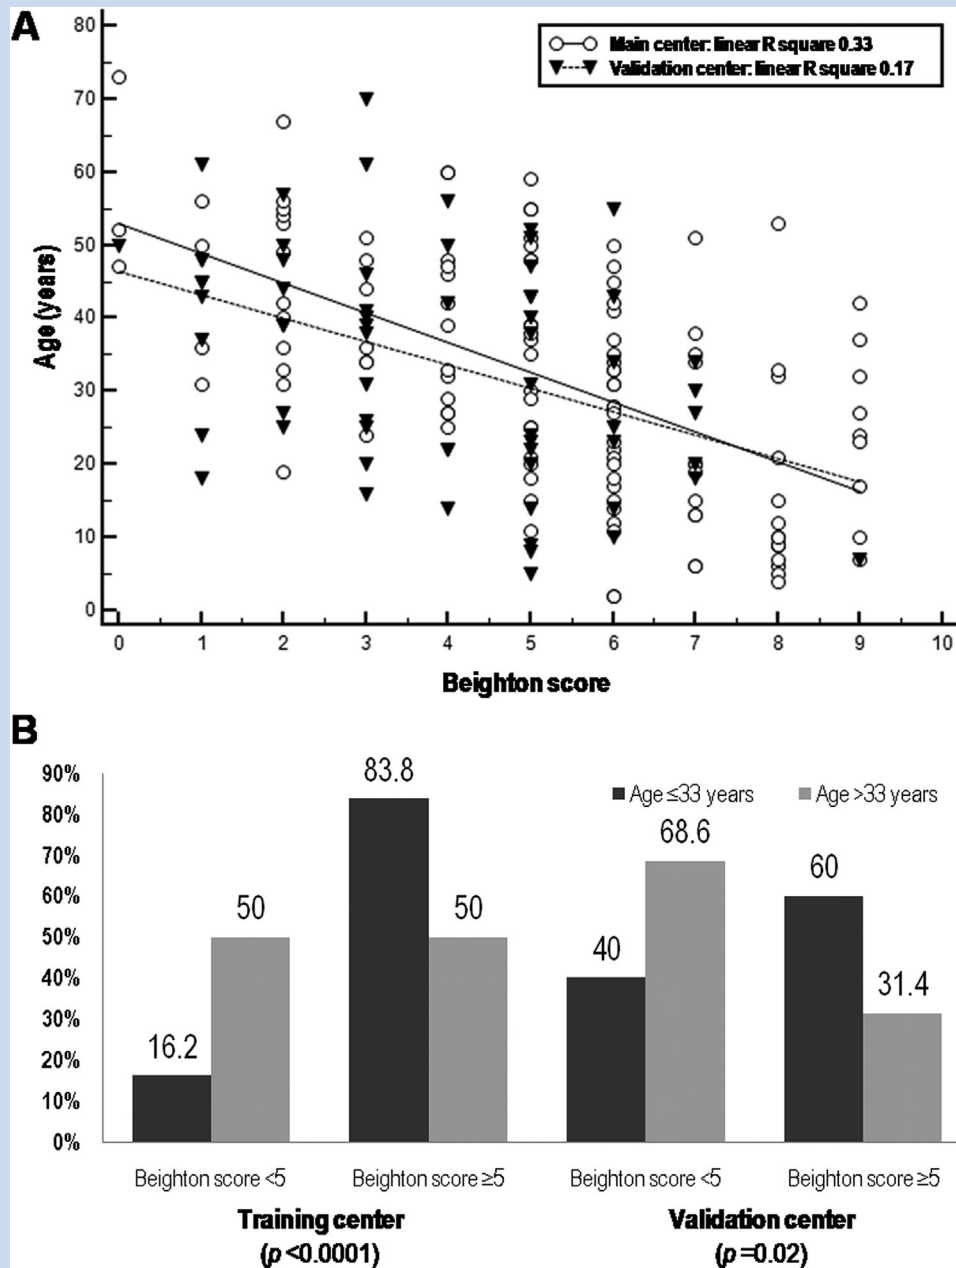 A
80
70
60
50
40
30
20
10
0
Age (years)
Main center: linear R square 0.33
Validation center: linear R square 0.17
0 1 2 3 4 5 6 7 8 9 10
Beighton score
B
90%
80%
70%
60%
50%
40%
30%
20%
10%
0%
Age ≤33 years Age >33 years
16.2 50 83.8 50 40 68.6 60 31.4
Beighton score <5 Beighton score ≥5 Beighton score <5 Beighton score ≥5
Training center Validation center
(p <0.0001) (p =0.02)